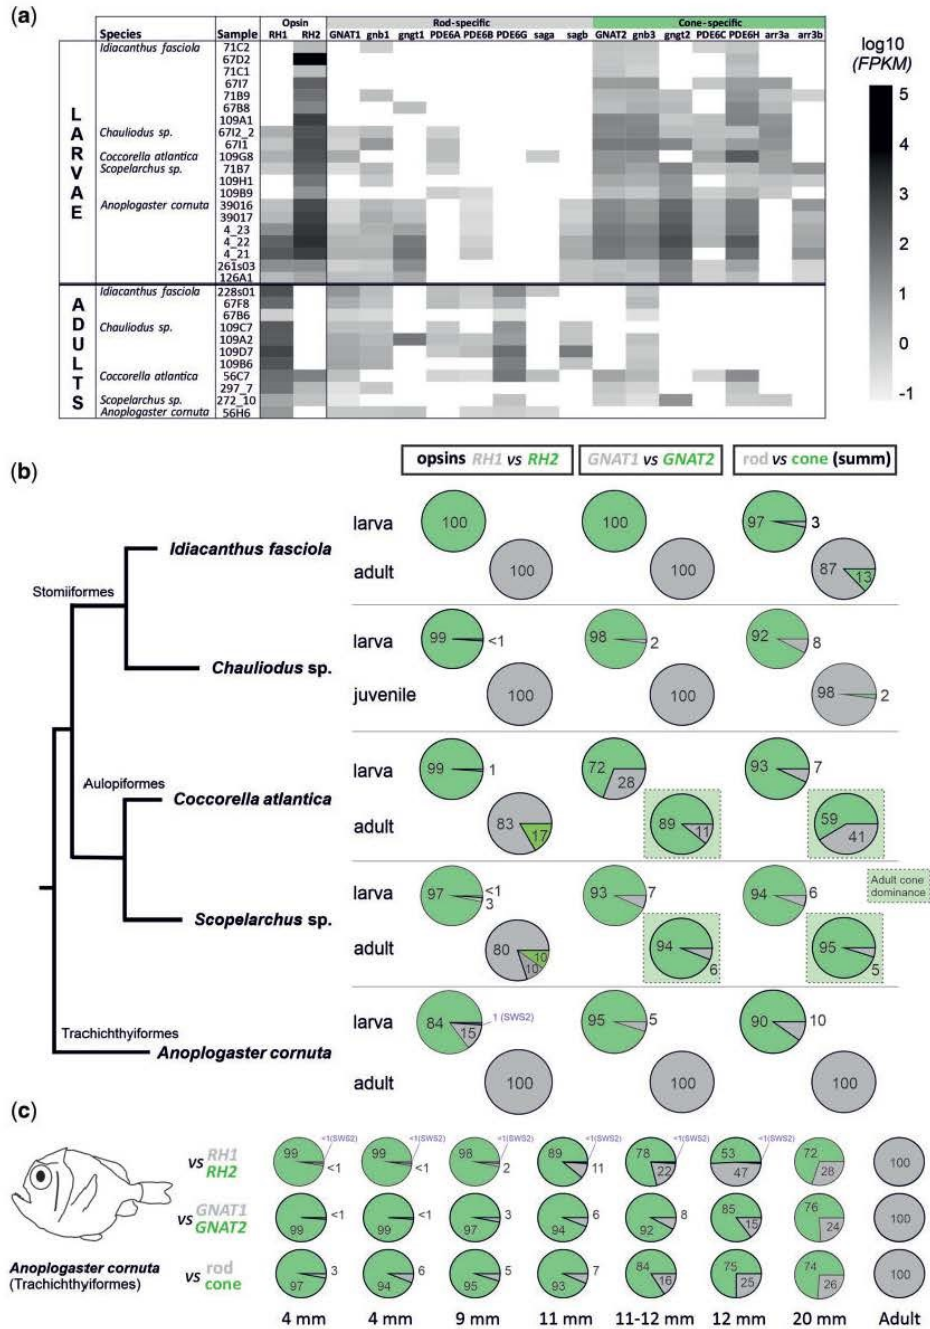 (a)
Opsin Rod-specific Cone-specific
Species Sample RH1 RH2 GNAT1 gnb1 gngt1 PDE6A PDE6B PDE6G saga sagb GNAT2 gnb3 gngt2 PDE6C PDE6H arr3a arr3b
LARVAE
Idiacanthus fasciola 71C2
67D2
71C1
67I7
71B9
67B8
109A1
Chauliodus sp. 67I2_2
67I1
Coccorella atlantica 109G8
Scopelarchus sp. 71B7
109H1
109B9
Anoplogaster cornuta 39016
39017
4_23
4_22
4_21
261s03
126A1
ADULTS
Idiacanthus fasciola 228s01
67F8
67B6
Chauliodus sp. 109C7
109A2
109D7
109B6
Coccorella atlantica 56C7
297_7
Scopelarchus sp. 272_10
Anoplogaster cornuta 56H6
log10
(FPKM)
5
4
3
2
1
0
-1
(b)
opsins RH1 vs RH2 GNAT1 vs GNAT2 rod vs cone (summ)
Stomiiformes
Idiacanthus fasciola
larva 100 100 97 3
adult 100 100 87 13
Chauliodus sp.
larva 99 <1 98 2 92 8
juvenile 100 100 98 2
Aulopiformes
Coccorella atlantica
larva 99 1 72 28 93 7
adult 83 17 89 11 59 41
Adult cone
dominance
Scopelarchus sp.
larva 97 <1 3 93 7 94 6
adult 80 10 10 94 6 95 5
Trachichthyiformes
Anoplogaster cornuta
larva 84 15 1 (SWS2) 95 5 90 10
adult 100 100 100
(c)
vs RH1
RH2
<1(SWS2) <1(SWS2) <1(SWS2) <1(SWS2) <1(SWS2) <1(SWS2)
99 <1 99 <1 98 2 89 11 78 22 53 47 72 28 100
vs GNAT1
GNAT2
99 <1 99 <1 97 3 94 6 92 8 85 15 76 24 100
Anoplogaster cornuta
(Trachichthyiformes)
vs rod
cone
97 3 94 6 95 5 93 7 84 16 75 25 74 26 100
4 mm 4 mm 9 mm 11 mm 11-12 mm 12 mm 20 mm Adult